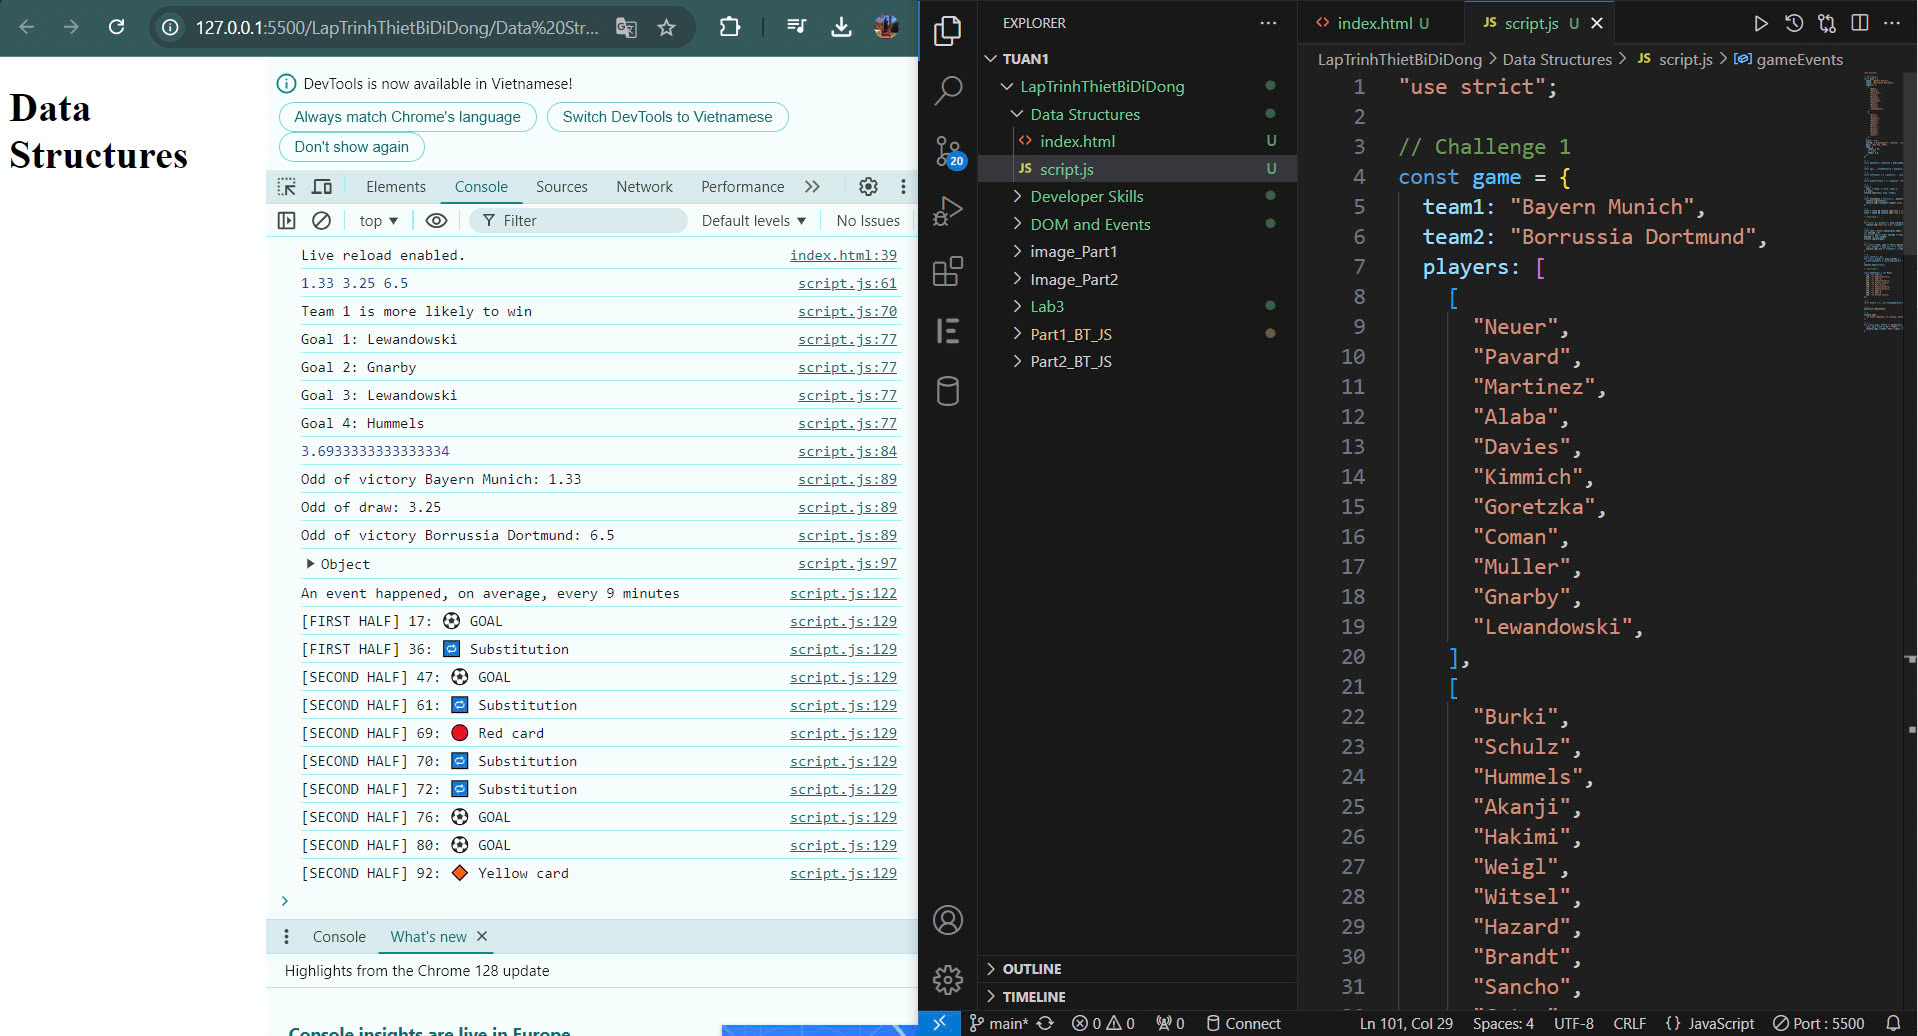 127.0.0.1:5500/LapTrinhThietBiDiDong/Data%20Str...
Data
Structures
DevTools is now available in Vietnamese!
Always match Chrome's language
Switch DevTools to Vietnamese
Don't show again
Elements
Console
Sources
Network
Performance
top
Filter
Default levels
No Issues
Live reload enabled. index.html:39
1.33 3.25 6.5 script.js:61
Team 1 is more likely to win script.js:70
Goal 1: Lewandowski script.js:77
Goal 2: Gnarby script.js:77
Goal 3: Lewandowski script.js:77
Goal 4: Hummels script.js:77
3.6933333333333334 script.js:84
Odd of victory Bayern Munich: 1.33 script.js:89
Odd of draw: 3.25 script.js:89
Odd of victory Borrussia Dortmund: 6.5 script.js:89
Object script.js:97
An event happened, on average, every 9 minutes script.js:122
[FIRST HALF] 17: ⚽ GOAL script.js:129
[FIRST HALF] 36: 🔁 Substitution script.js:129
[SECOND HALF] 47: ⚽ GOAL script.js:129
[SECOND HALF] 61: 🔁 Substitution script.js:129
[SECOND HALF] 69: 🔴 Red card script.js:129
[SECOND HALF] 70: 🔁 Substitution script.js:129
[SECOND HALF] 72: 🔁 Substitution script.js:129
[SECOND HALF] 76: ⚽ GOAL script.js:129
[SECOND HALF] 80: ⚽ GOAL script.js:129
[SECOND HALF] 92: 🔶 Yellow card script.js:129
Console
What's new
Highlights from the Chrome 128 update
Console insights are live in Europe
20
EXPLORER
TUAN1
LapTrinhThietBiDiDong
Data Structures
index.html U
script.js U
Developer Skills
DOM and Events
image_Part1
Image_Part2
Lab3
Part1_BT_JS
Part2_BT_JS
OUTLINE
TIMELINE
index.html U
JS script.js U
LapTrinhThietBiDiDong > Data Structures > JS script.js > gameEvents
1 "use strict";
2
3 // Challenge 1
4 const game = {
5 team1: "Bayern Munich",
6 team2: "Borrussia Dortmund",
7 players: [
8 [
9 "Neuer",
10 "Pavard",
11 "Martinez",
12 "Alaba",
13 "Davies",
14 "Kimmich",
15 "Goretzka",
16 "Coman",
17 "Muller",
18 "Gnarby",
19 "Lewandowski",
20 ],
21 [
22 "Burki",
23 "Schulz",
24 "Hummels",
25 "Akanji",
26 "Hakimi",
27 "Weigl",
28 "Witsel",
29 "Hazard",
30 "Brandt",
31 "Sancho",
main* 0 0 0 Connect Ln 101, Col 29 Spaces: 4 UTF-8 CRLF {} JavaScript Port : 5500